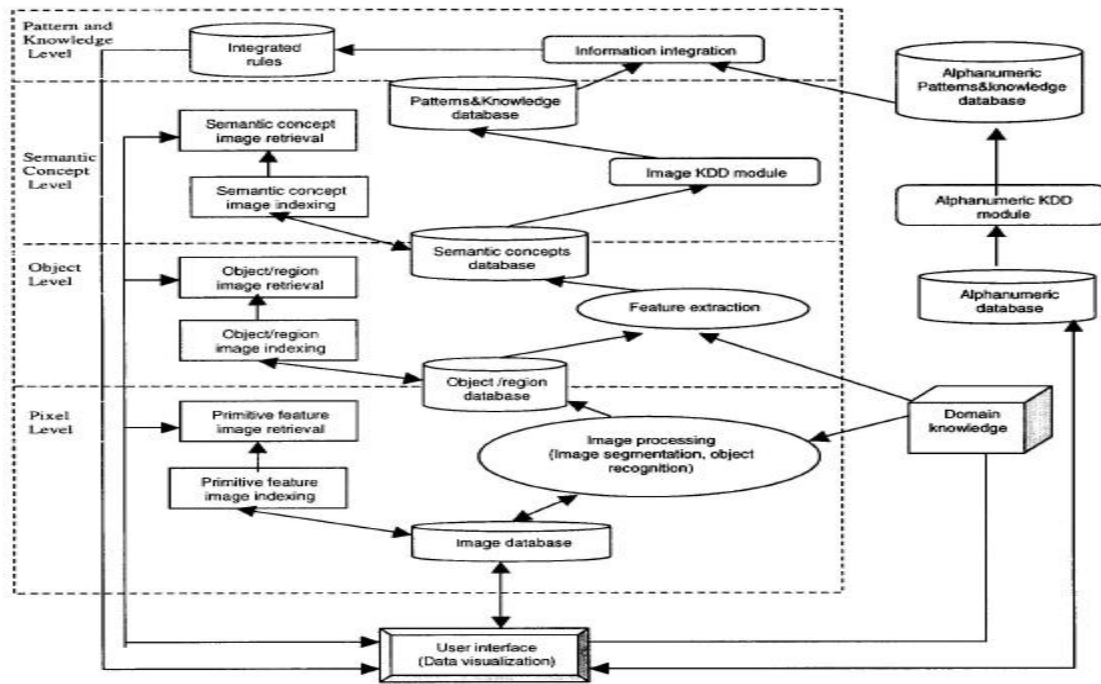 Pattern and
Knowledge
Level
Integrated
rules
Information integration
Alphanumeric
Patterns&knowledge
database
Patterns&Knowledge
database
Semantic
Concept
Level
Semantic concept
image retrieval
Image KDD module
Semantic concept
image indexing
Alphanumeric KDD
module
Semantic concepts
database
Object
Level
Object/region
image retrieval
Feature extraction
Alphanumeric
database
Object/region
image indexing
Object /region
database
Pixel
Level
Primitive feature
image retrieval
Image processing
(Image segmentation, object
recognition)
Domain
knowledge
Primitive feature
image indexing
Image database
User interface
(Data visualization)